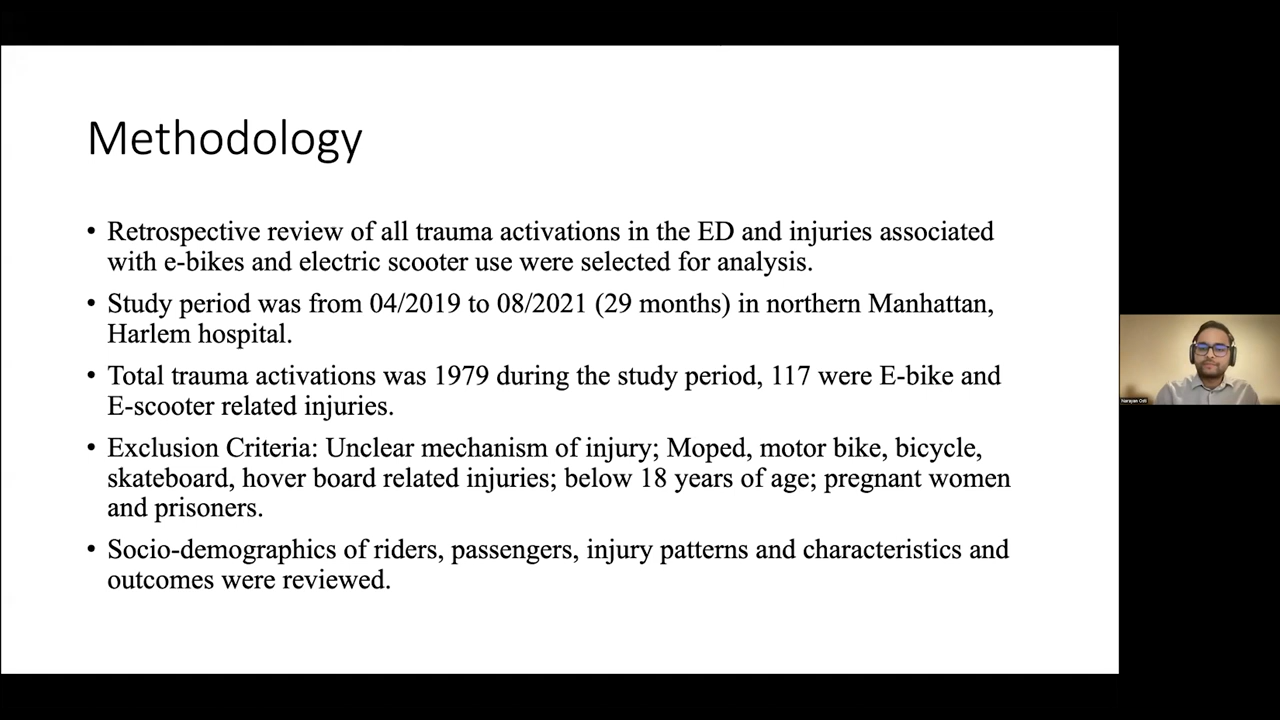 Methodology
• Retrospective review of all trauma activations in the ED and injuries associated
with e-bikes and electric scooter use were selected for analysis.
• Study period was from 04/2019 to 08/2021 (29 months) in northern Manhattan,
Harlem hospital.
• Total trauma activations was 1979 during the study period, 117 were E-bike and
E-scooter related injuries.
• Exclusion Criteria: Unclear mechanism of injury; Moped, motor bike, bicycle,
skateboard, hover board related injuries; below 18 years of age; pregnant women
and prisoners.
• Socio-demographics of riders, passengers, injury patterns and characteristics and
outcomes were reviewed.
Narayan Osti